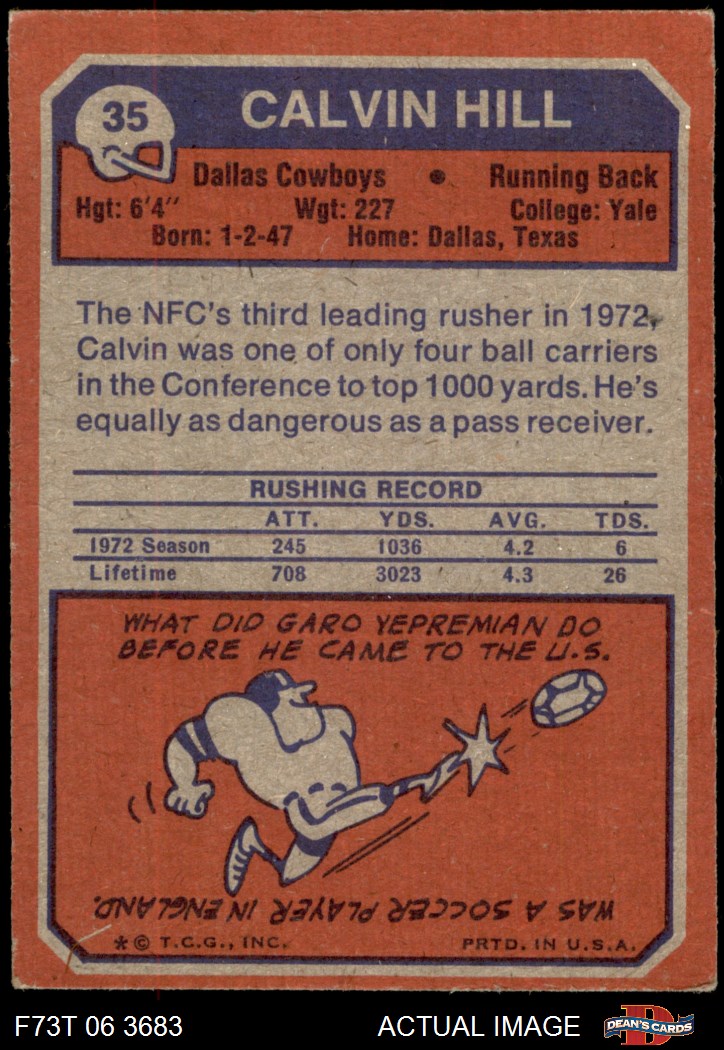 35
CALVIN HILL
Dallas Cowboys • Running Back
Hgt: 6'4" Wgt: 227 College: Yale
Born: 1-2-47 Home: Dallas, Texas
The NFC's third leading rusher in 1972,
Calvin was one of only four ball carriers
in the Conference to top 1000 yards. He's
equally as dangerous as a pass receiver.
RUSHING RECORD
ATT. YDS. AVG. TDS.
1972 Season 245 1036 4.2 6
Lifetime 708 3023 4.3 26
WHAT DID GARO YEPREMIAN DO
BEFORE HE CAME TO THE U.S.
WAS A SOCCER PLAYER IN ENGLAND.
*© T.C.G., INC. PRTD. IN U.S.A.
F73T 06 3683 ACTUAL IMAGE
D
DEAN'S CARDS